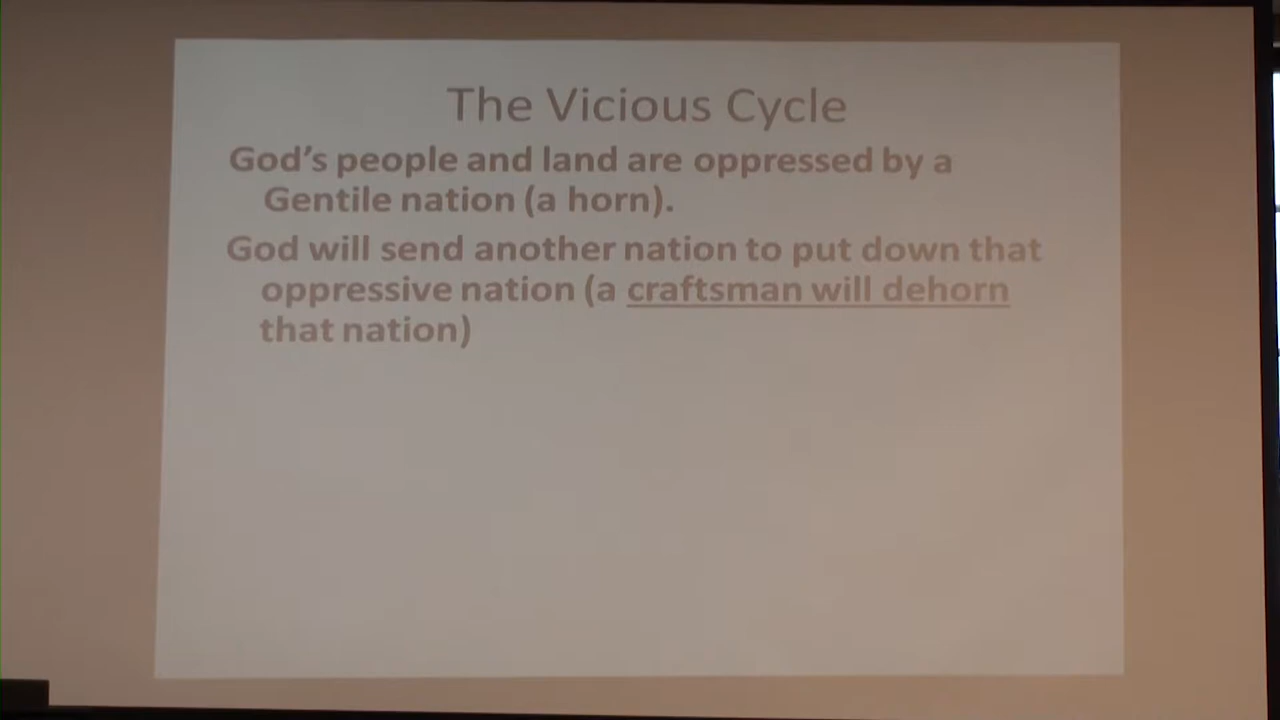 The Vicious Cycle
God's people and land are oppressed by a
Gentile nation (a horn).
God will send another nation to put down that
oppressive nation (a craftsman will dehorn
that nation)